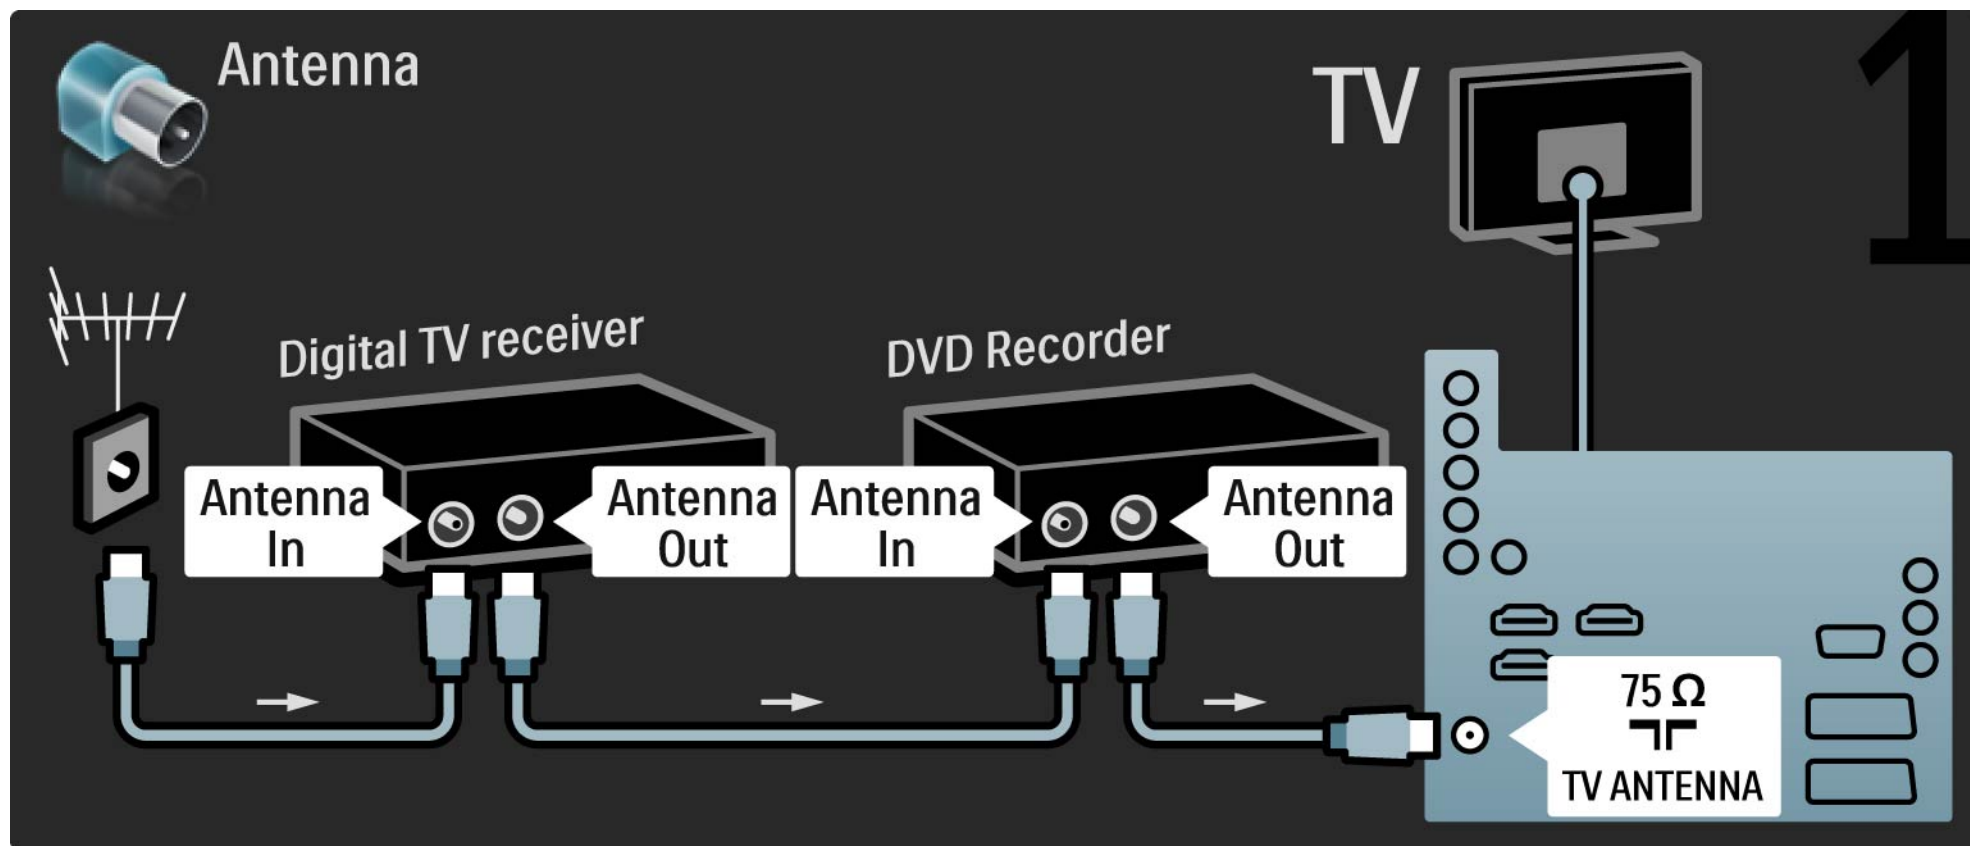 Antenna
TV
1
Digital TV receiver
DVD Recorder
Antenna
In
Antenna
Out
Antenna
In
Antenna
Out
75 Ω
TV ANTENNA